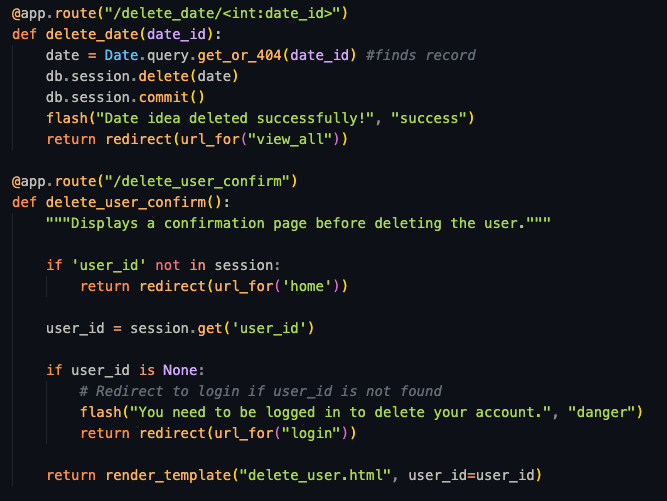 @app.route("/delete_date/<int:date_id>")
def delete_date(date_id):
    date = Date.query.get_or_404(date_id) #finds record
    db.session.delete(date)
    db.session.commit()
    flash("Date idea deleted successfully!", "success")
    return redirect(url_for("view_all"))

@app.route("/delete_user_confirm")
def delete_user_confirm():
    """Displays a confirmation page before deleting the user."""

    if 'user_id' not in session:
        return redirect(url_for('home'))

    user_id = session.get('user_id')

    if user_id is None:
        # Redirect to login if user_id is not found
        flash("You need to be logged in to delete your account.", "danger")
        return redirect(url_for("login"))

    return render_template("delete_user.html", user_id=user_id)